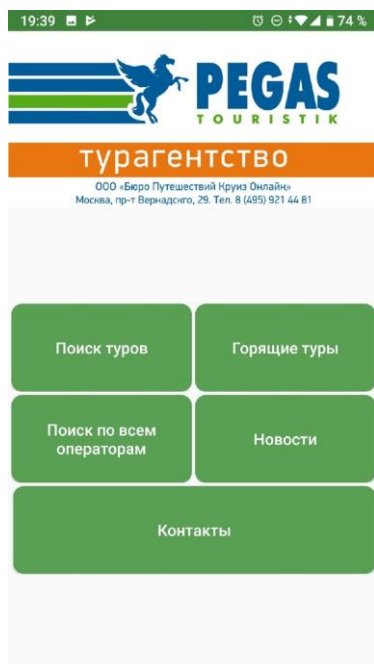 19:39 74 %
PEGAS
TOURISTIK
турагентство
ООО «Бюро Путешествий Круиз Онлайн»
Москва, пр-т Вернадского, 29. Тел. 8 (495) 921 44 81
Поиск туров
Горящие туры
Поиск по всем
операторам
Новости
Контакты